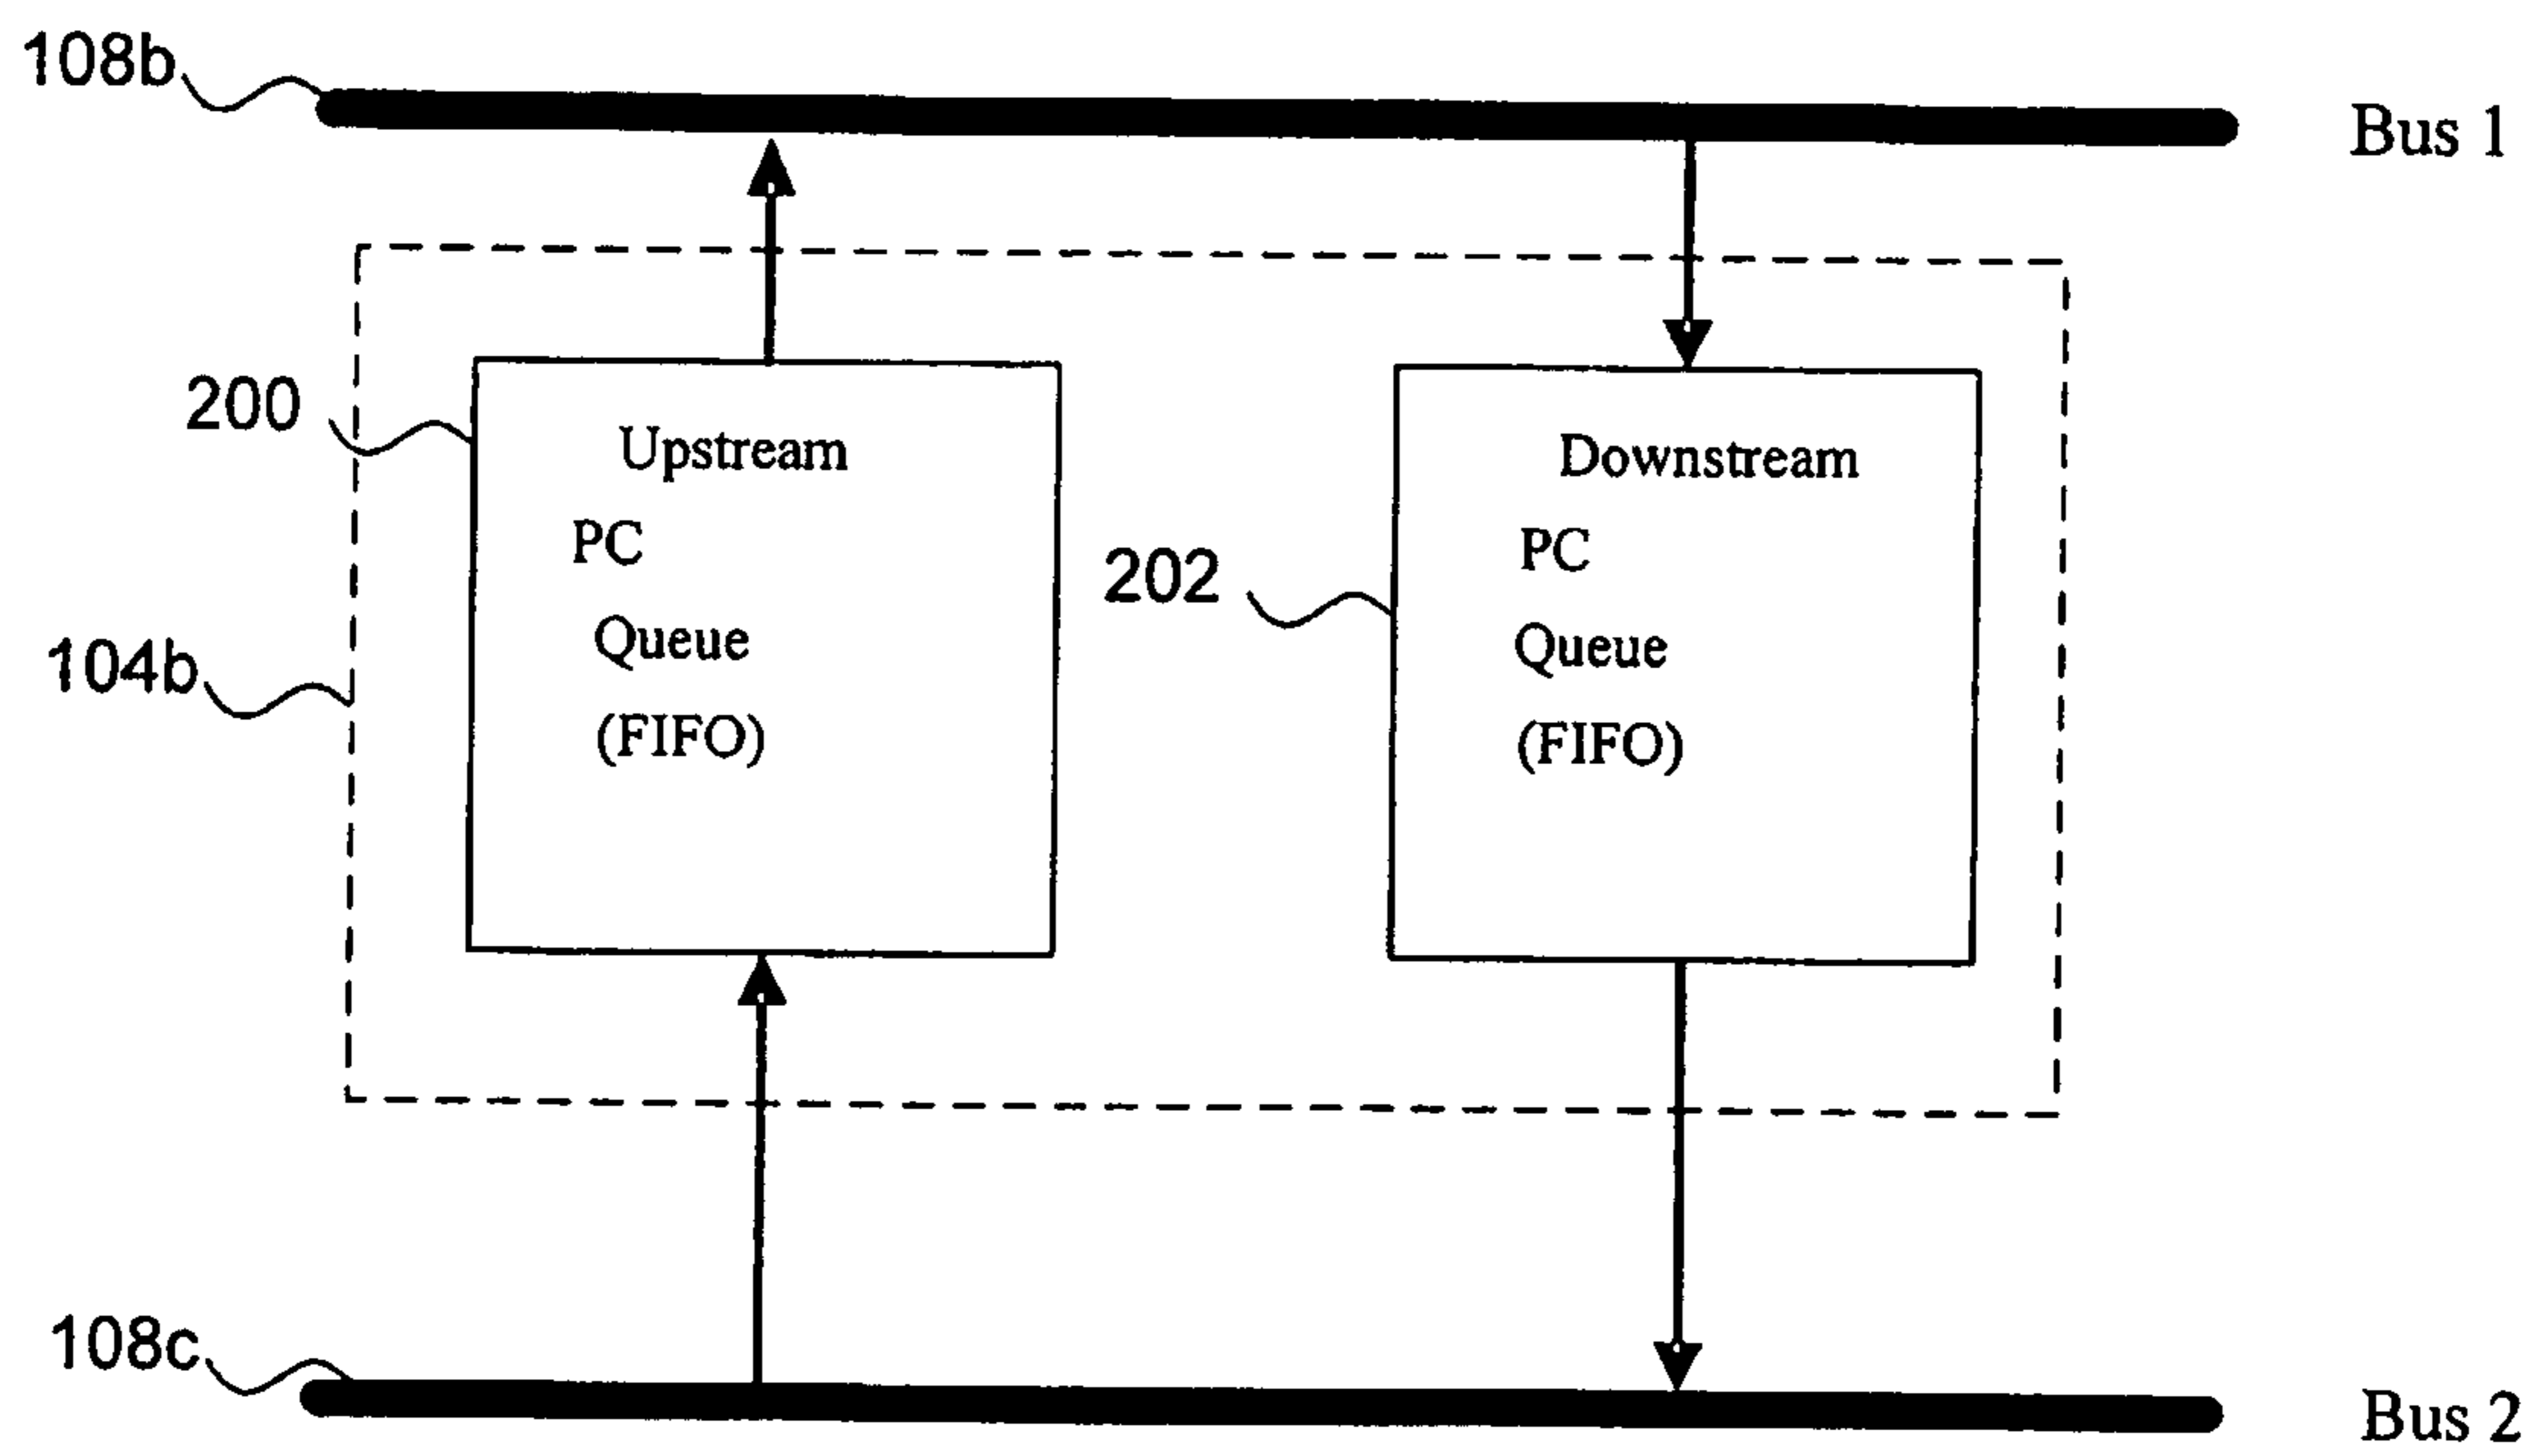 108b
Bus 1
200
Upstream
PC
Queue
(FIFO)
202
Downstream
PC
Queue
(FIFO)
104b
108c
Bus 2